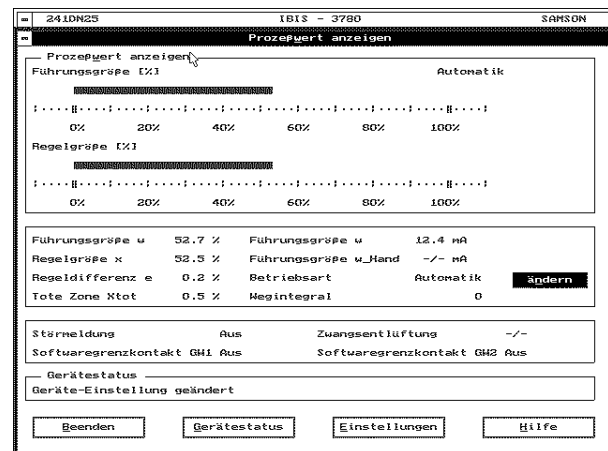 241DN25 IBIS - 3780 SAMSON
Prozeßwert anzeigen
Prozeßwert anzeigen
Führungsgröße [%] Automatik
0% 20% 40% 60% 80% 100%
Regelgröße [%]
0% 20% 40% 60% 80% 100%
Führungsgröße w 52.7 % Führungsgröße w 12.4 mA
Regelgröße x 52.5 % Führungsgröße w_Hand -/- mA
Regeldifferenz e 0.2 % Betriebsart Automatik ändern
Tote Zone Xtot 0.5 % Wegintegral 0
Störmeldung Aus Zwangsentlüftung -/-
Softwaregrenzkontakt GW1 Aus Softwaregrenzkontakt GW2 Aus
Gerätestatus
Geräte-Einstellung geändert
Beenden Gerätestatus Einstellungen Hilfe